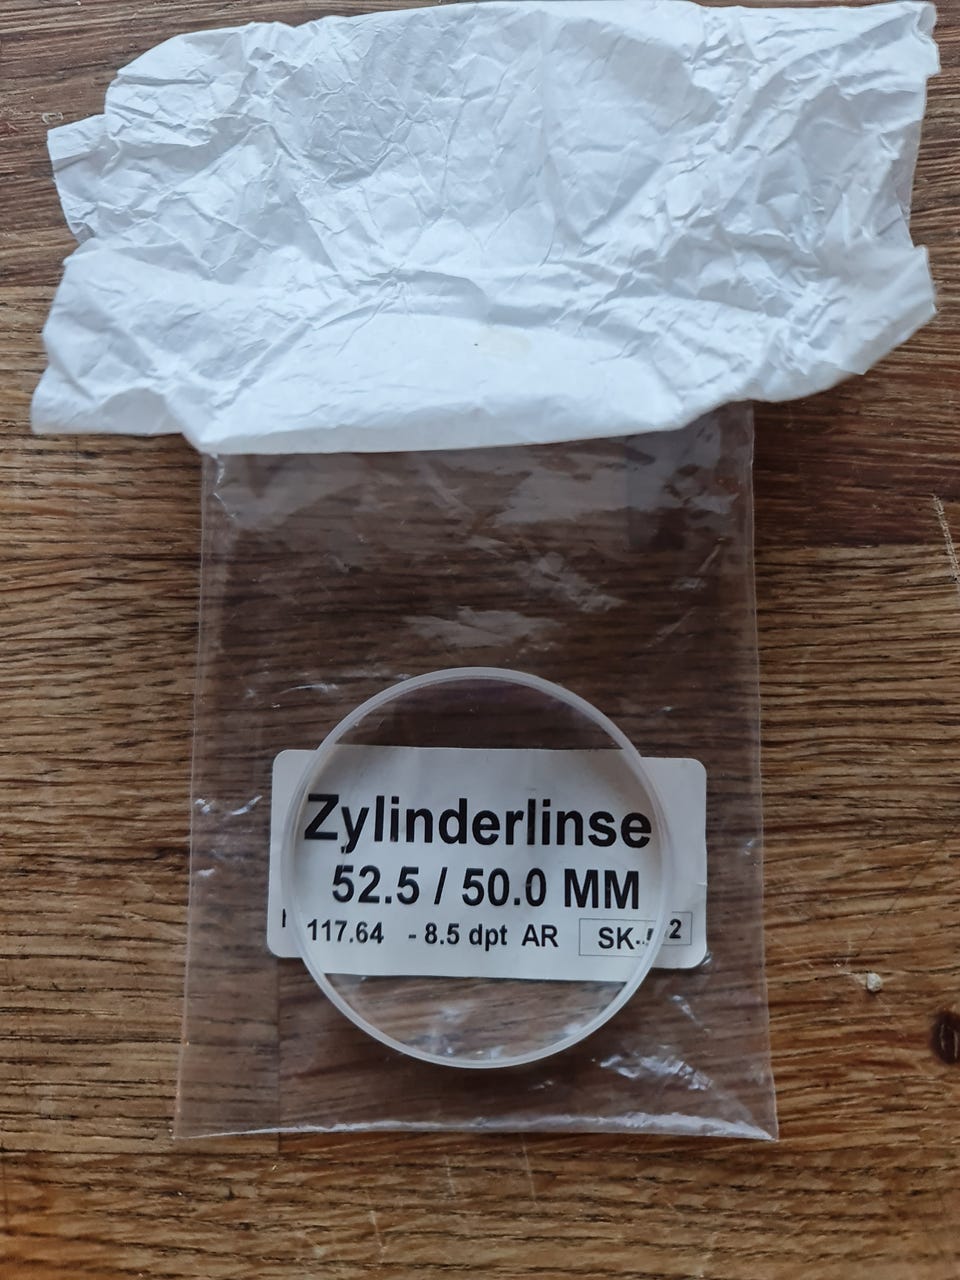 Zylinderlinse
52.5 / 50.0 MM
117.64 - 8.5 dpt AR